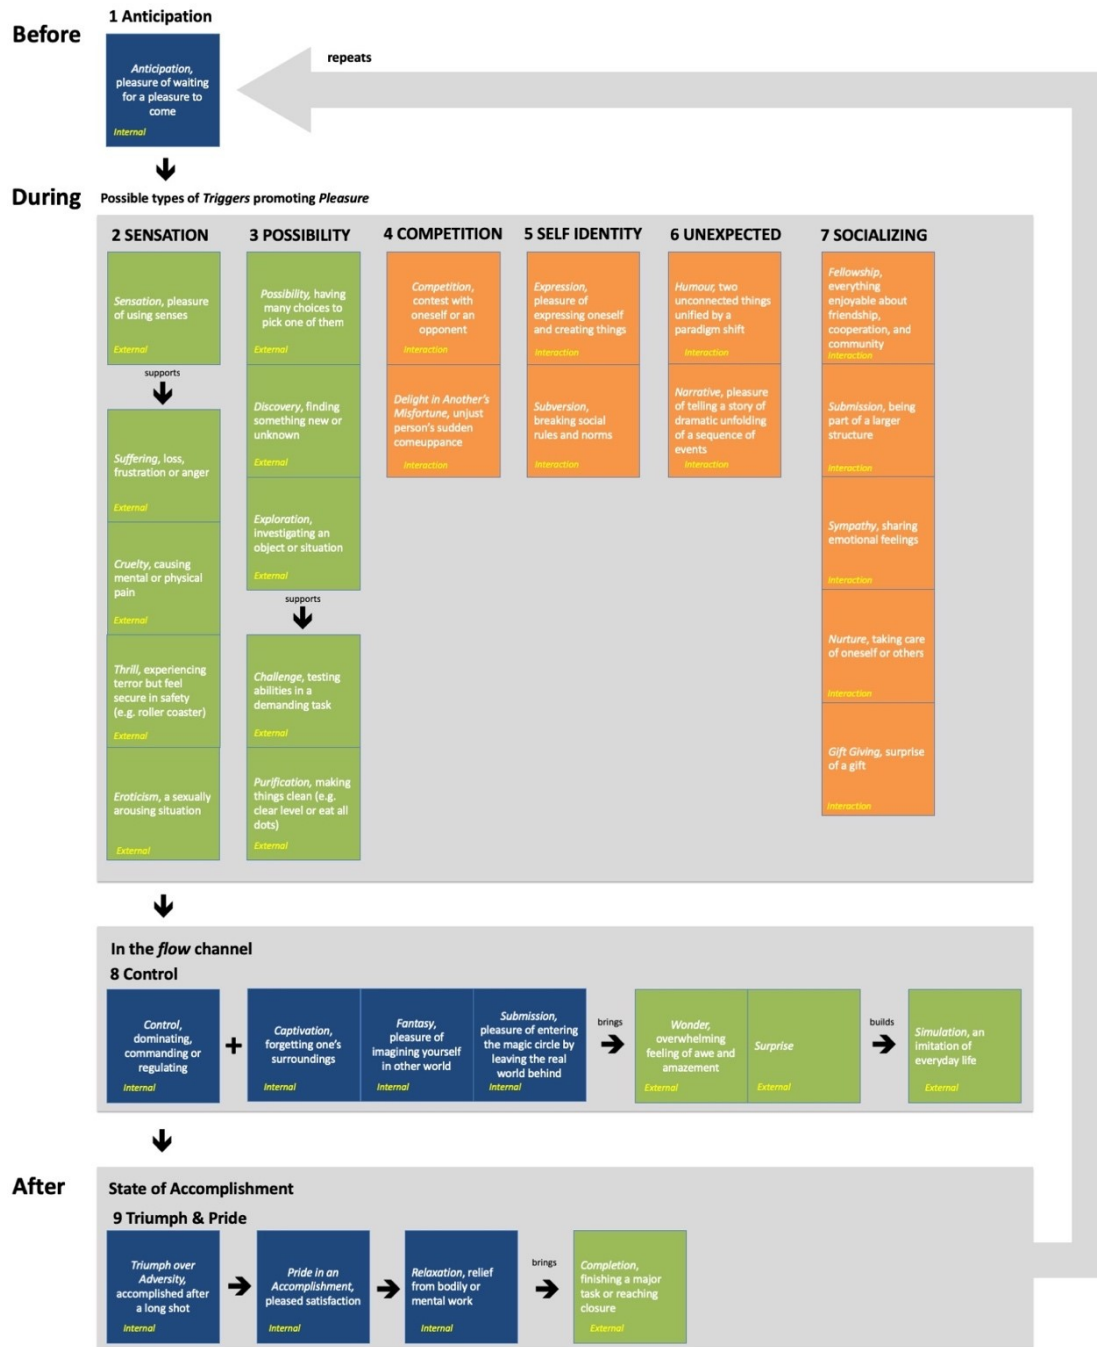 1 Anticipation
Before
Anticipation,
pleasure of waiting
for a pleasure to
come
Internal
repeats
During
Possible types of Triggers promoting Pleasure
2 SENSATION
Sensation, pleasure
of using senses
External
supports
Suffering, loss,
frustration or anger
External
Cruelty, causing
mental or physical
pain
External
Thrill, experiencing
terror but feel
secure in safety
(e.g. roller coaster)
External
Eroticism, a sexually
arousing situation
External
3 POSSIBILITY
Possibility, having
many choices to
pick one of them
External
Discovery, finding
something new or
unknown
External
Exploration,
investigating an
object or situation
External
supports
Challenge, testing
abilities in a
demanding task
External
Purification, making
things clean (e.g.
clear level or eat all
dots)
External
4 COMPETITION
Competition,
contest with
oneself or an
opponent
Interaction
Delight in Another's
Misfortune, unjust
person's sudden
comeuppance
Interaction
5 SELF IDENTITY
Expression,
pleasure of
expressing oneself
and creating things
Interaction
Subversion,
breaking social
rules and norms
Interaction
6 UNEXPECTED
Humour, two
unconnected things
unified by a
paradigm shift
Interaction
Narrative, pleasure
of telling a story of
dramatic unfolding
of a sequence of
events
Interaction
7 SOCIALIZING
Fellowship,
everything
enjoyable about
friendship,
cooperation, and
community
Interaction
Submission, being
part of a larger
structure
Interaction
Sympathy, sharing
emotional feelings
Interaction
Nurture, taking care
of oneself or others
Interaction
Gift Giving, surprise
of a gift
Interaction
In the flow channel
8 Control
Control,
dominating,
commanding or
regulating
Internal
+
Captivation,
forgetting one's
surroundings
Internal
Fantasy,
pleasure of
imagining yourself
in other world
Internal
Submission,
pleasure of entering
the magic circle by
leaving the real
world behind
Internal
brings
Wonder,
overwhelming
feeling of awe and
amazement
External
Surprise
External
builds
Simulation, an
imitation of
everyday life
External
After
State of Accomplishment
9 Triumph & Pride
Triumph over
Adversity,
accomplished after
a long shot
Internal
Pride in an
Accomplishment,
pleased satisfaction
Internal
Relaxation, relief
from bodily or
mental work
Internal
brings
Completion,
finishing a major
task or reaching
closure
External